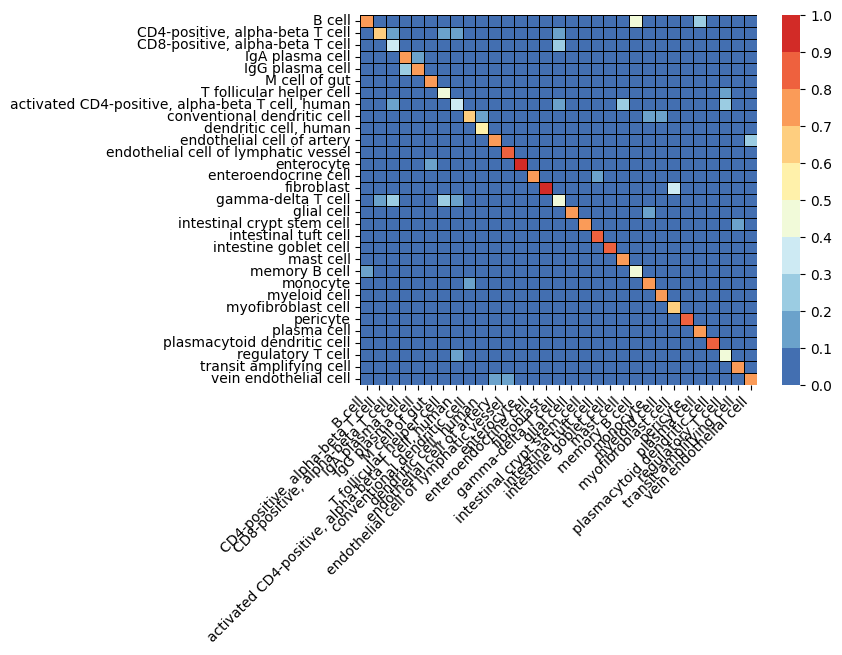 B cell
CD4-positive, alpha-beta T cell
CD8-positive, alpha-beta T cell
IgA plasma cell
IgG plasma cell
M cell of gut
T follicular helper cell
activated CD4-positive, alpha-beta T cell, human
conventional dendritic cell
dendritic cell, human
endothelial cell of artery
endothelial cell of lymphatic vessel
enterocyte
enteroendocrine cell
fibroblast
gamma-delta T cell
glial cell
intestinal crypt stem cell
intestinal tuft cell
intestine goblet cell
mast cell
memory B cell
monocyte
myeloid cell
myofibroblast cell
pericyte
plasma cell
plasmacytoid dendritic cell
regulatory T cell
transit amplifying cell
vein endothelial cell
1.0
0.9
0.8
0.7
0.6
0.5
0.4
0.3
0.2
0.1
0.0
B cell
CD4-positive, alpha-beta T cell
CD8-positive, alpha-beta T cell
IgA plasma cell
IgG plasma cell
M cell of gut
T follicular helper cell
activated CD4-positive, alpha-beta T cell, human
conventional dendritic cell
dendritic cell, human
endothelial cell of artery
endothelial cell of lymphatic vessel
enterocyte
enteroendocrine cell
fibroblast
gamma-delta T cell
glial cell
intestinal crypt stem cell
intestinal tuft cell
intestine goblet cell
mast cell
memory B cell
monocyte
myeloid cell
myofibroblast cell
pericyte
plasma cell
plasmacytoid dendritic cell
regulatory T cell
transit amplifying cell
vein endothelial cell